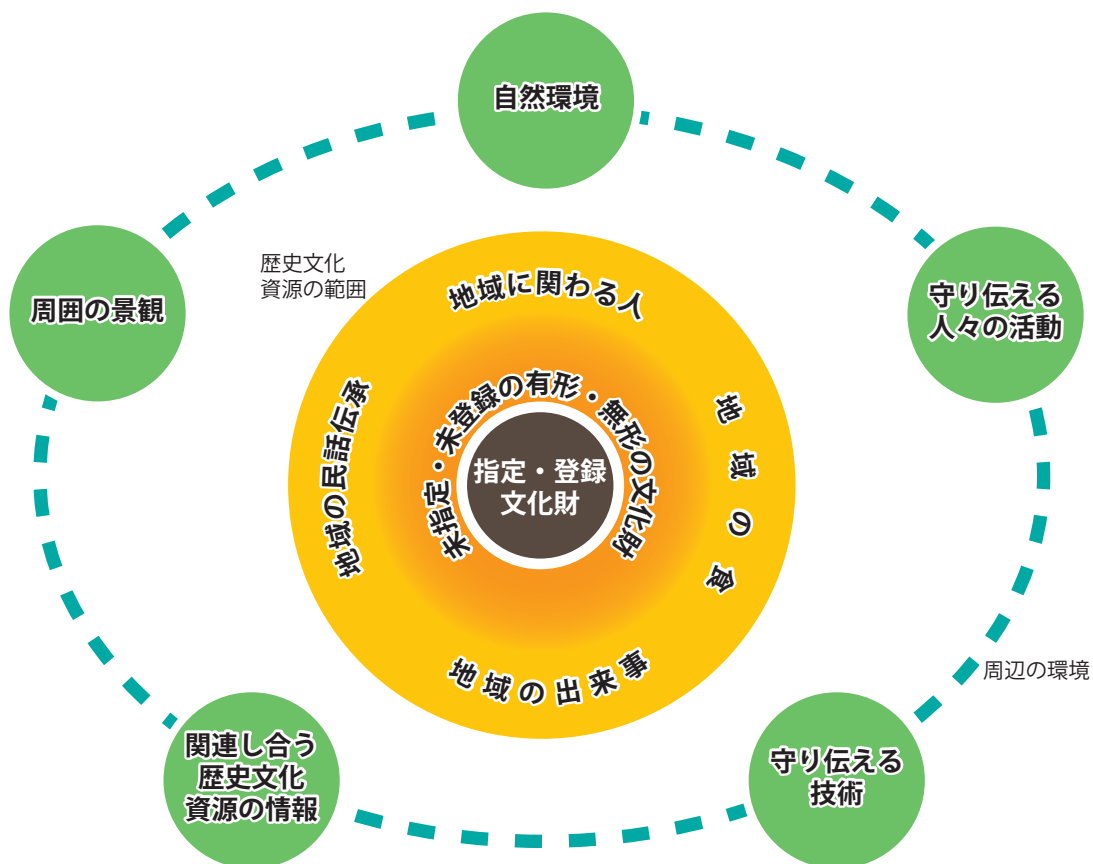 自然環境
歴史文化
資源の範囲
地域に関わる人
周囲の景観
守り伝える
人々の活動
未指定・未登録の有形・無形の文化財
地域の民話伝承
地域の食
指定・登録
文化財
地域の出来事
周辺の環境
関連し合う
歴史文化
資源の情報
守り伝える
技術